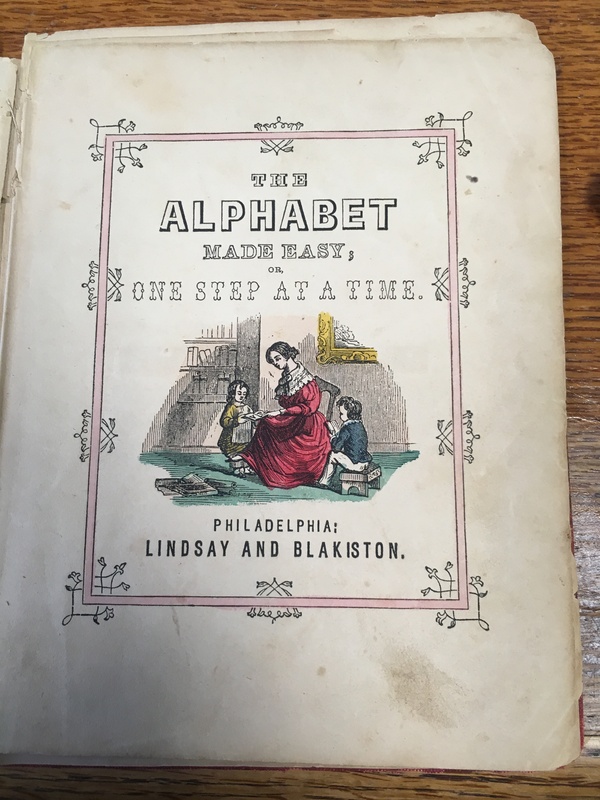 THE
ALPHABET
MADE EASY;
OR,
ONE STEP AT A TIME.
PHILADELPHIA;
LINDSAY AND BLAKISTON.